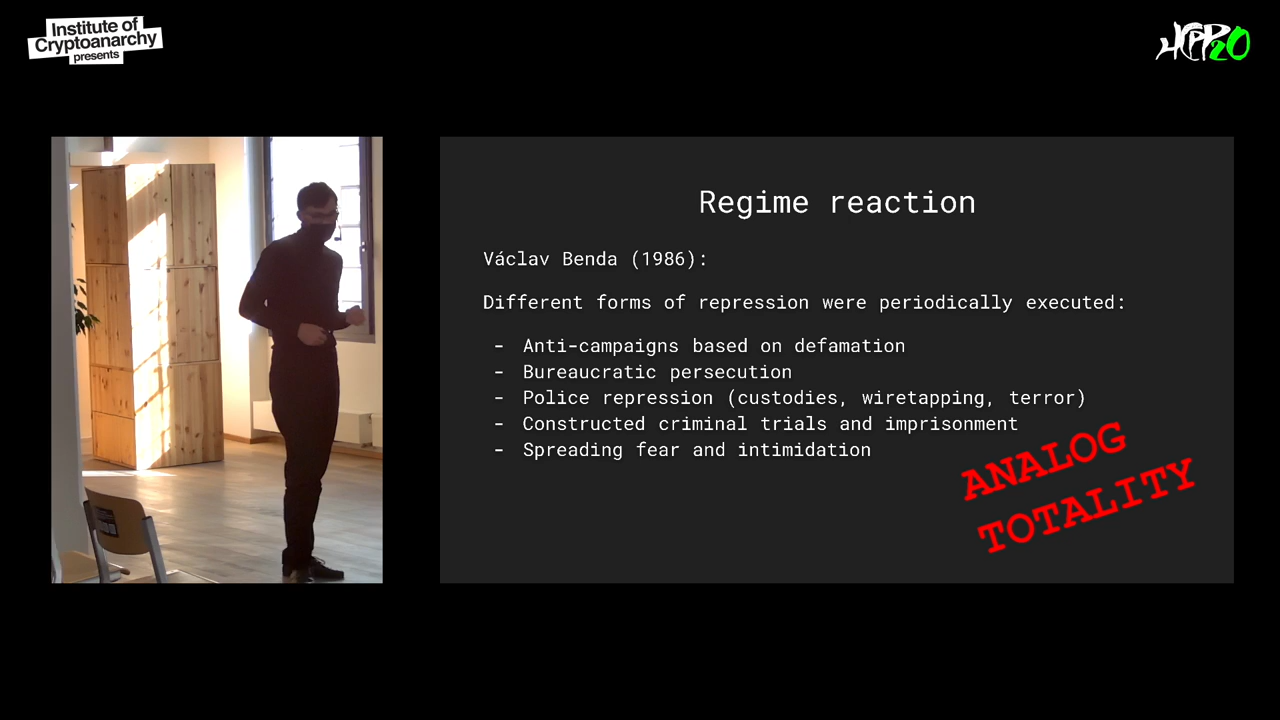 Institute of
Cryptoanarchy
presents
HCPP20
Regime reaction
Václav Benda (1986):
Different forms of repression were periodically executed:
- Anti-campaigns based on defamation
- Bureaucratic persecution
- Police repression (custodies, wiretapping, terror)
- Constructed criminal trials and imprisonment
- Spreading fear and intimidation
ANALOG
TOTALITY